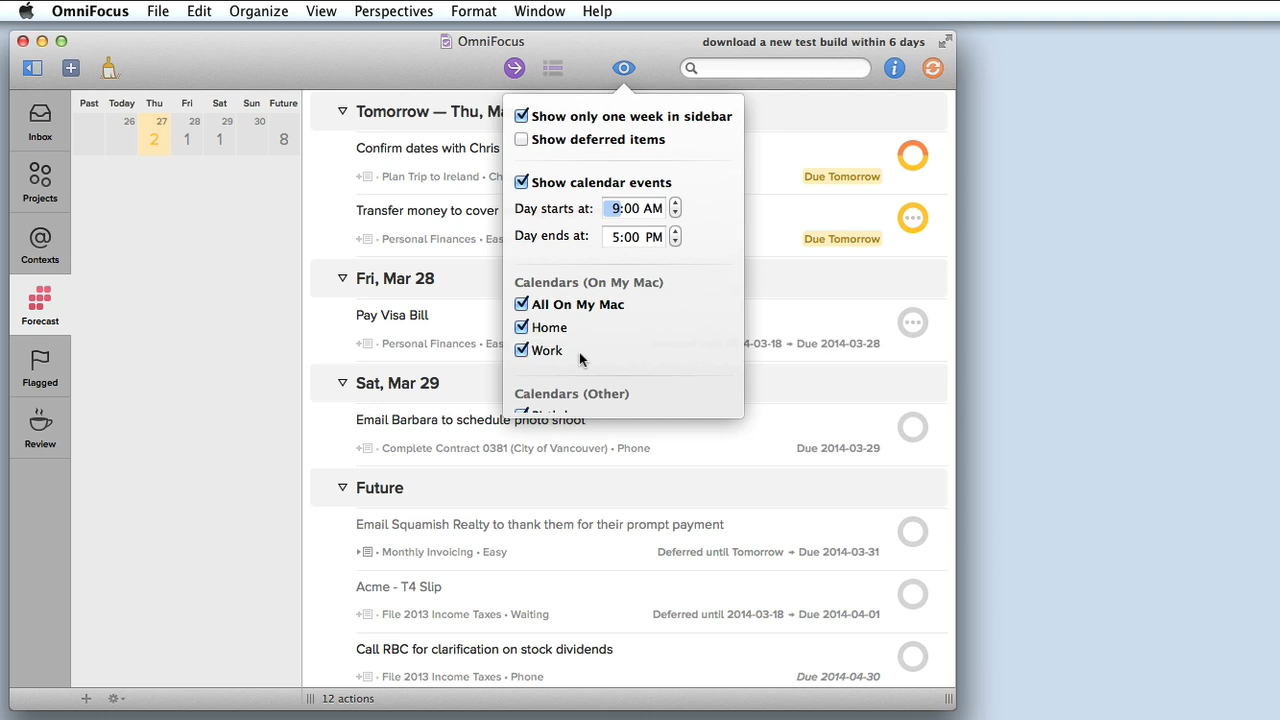 OmniFocus File Edit Organize View Perspectives Format Window Help
OmniFocus
download a new test build within 6 days
Inbox
Projects
Contexts
Forecast
Flagged
Review
Past Today Thu Fri Sat Sun Future
26 27 28 29 30
2 1 1 8
Show only one week in sidebar
Show deferred items
Show calendar events
Day starts at: 9:00 AM
Day ends at: 5:00 PM
Calendars (On My Mac)
All On My Mac
Home
Work
Calendars (Other)
Tomorrow — Thu, Ma
Confirm dates with Chris
Plan Trip to Ireland • Ch
Due Tomorrow
Transfer money to cover
Personal Finances • Eas
Due Tomorrow
Fri, Mar 28
Pay Visa Bill
Personal Finances • Eas
4-03-18 → Due 2014-03-28
Sat, Mar 29
Email Barbara to schedule photo shoot
Complete Contract 0381 (City of Vancouver) • Phone
Due 2014-03-29
Future
Email Squamish Realty to thank them for their prompt payment
Monthly Invoicing • Easy
Deferred until Tomorrow → Due 2014-03-31
Acme - T4 Slip
File 2013 Income Taxes • Waiting
Deferred until 2014-03-18 → Due 2014-04-01
Call RBC for clarification on stock dividends
File 2013 Income Taxes • Phone
Due 2014-04-30
12 actions